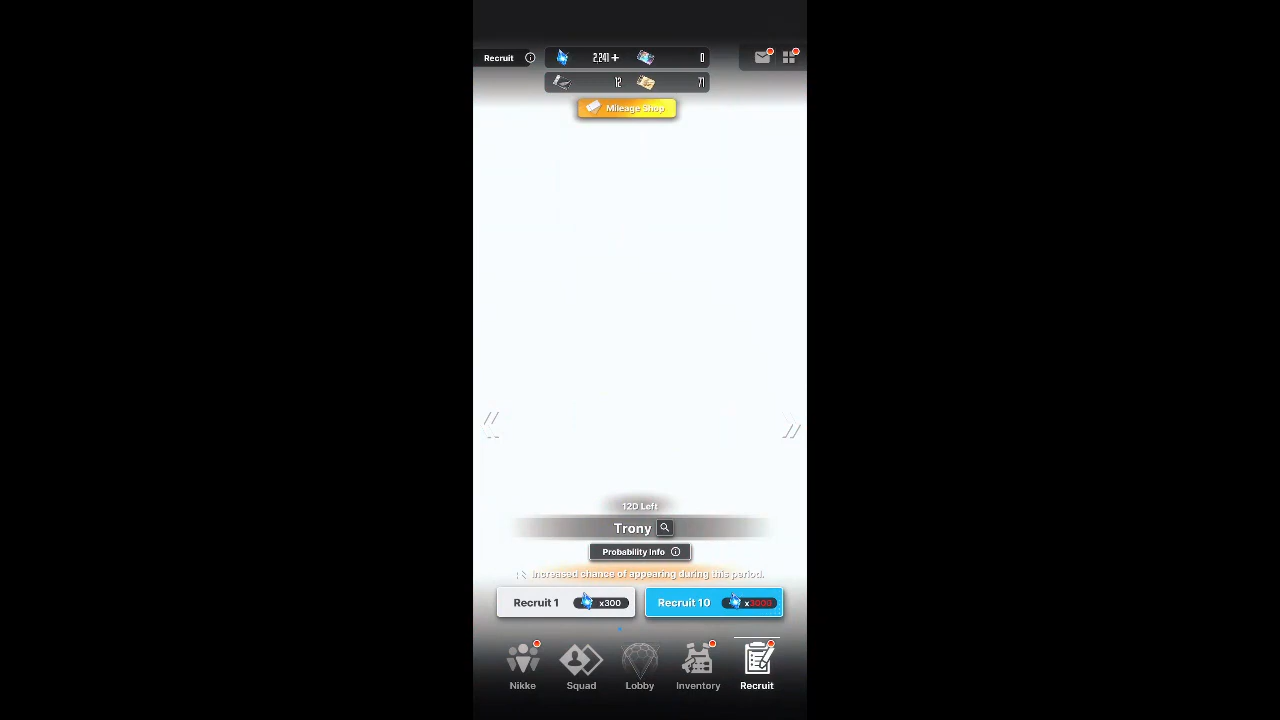 Recruit 2,241+ 0
12 71
Mileage Shop
12D Left
Trony
Probability Info
Increased chance of appearing during this period.
Recruit 1 x300 Recruit 10 x3000
Nikke Squad Lobby Inventory Recruit